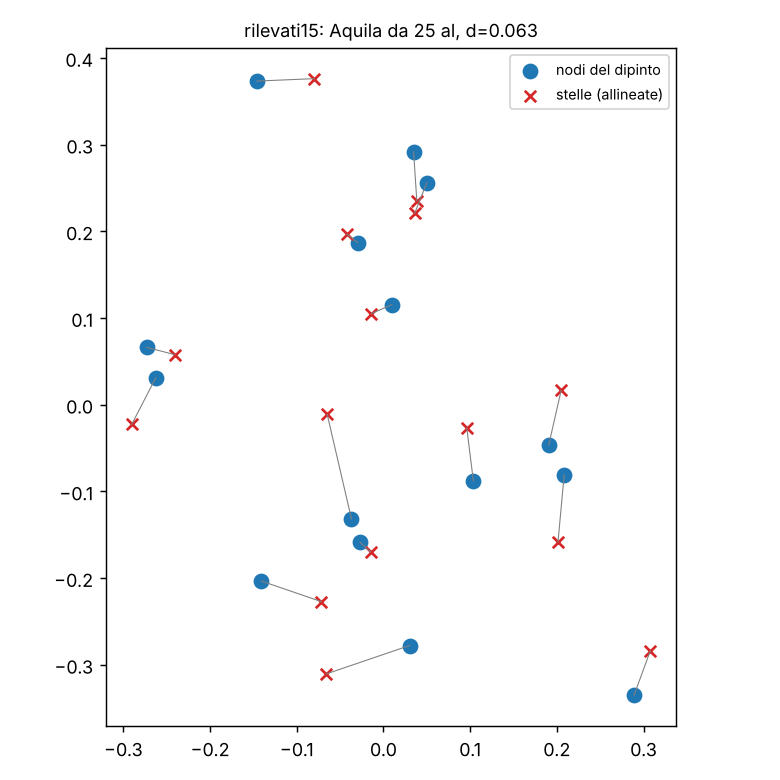 rilevati15: Aquila da 25 al, d=0.063
nodi del dipinto
stelle (allineate)
0.4
0.3
0.2
0.1
0.0
−0.1
−0.2
−0.3
−0.3 −0.2 −0.1 0.0 0.1 0.2 0.3